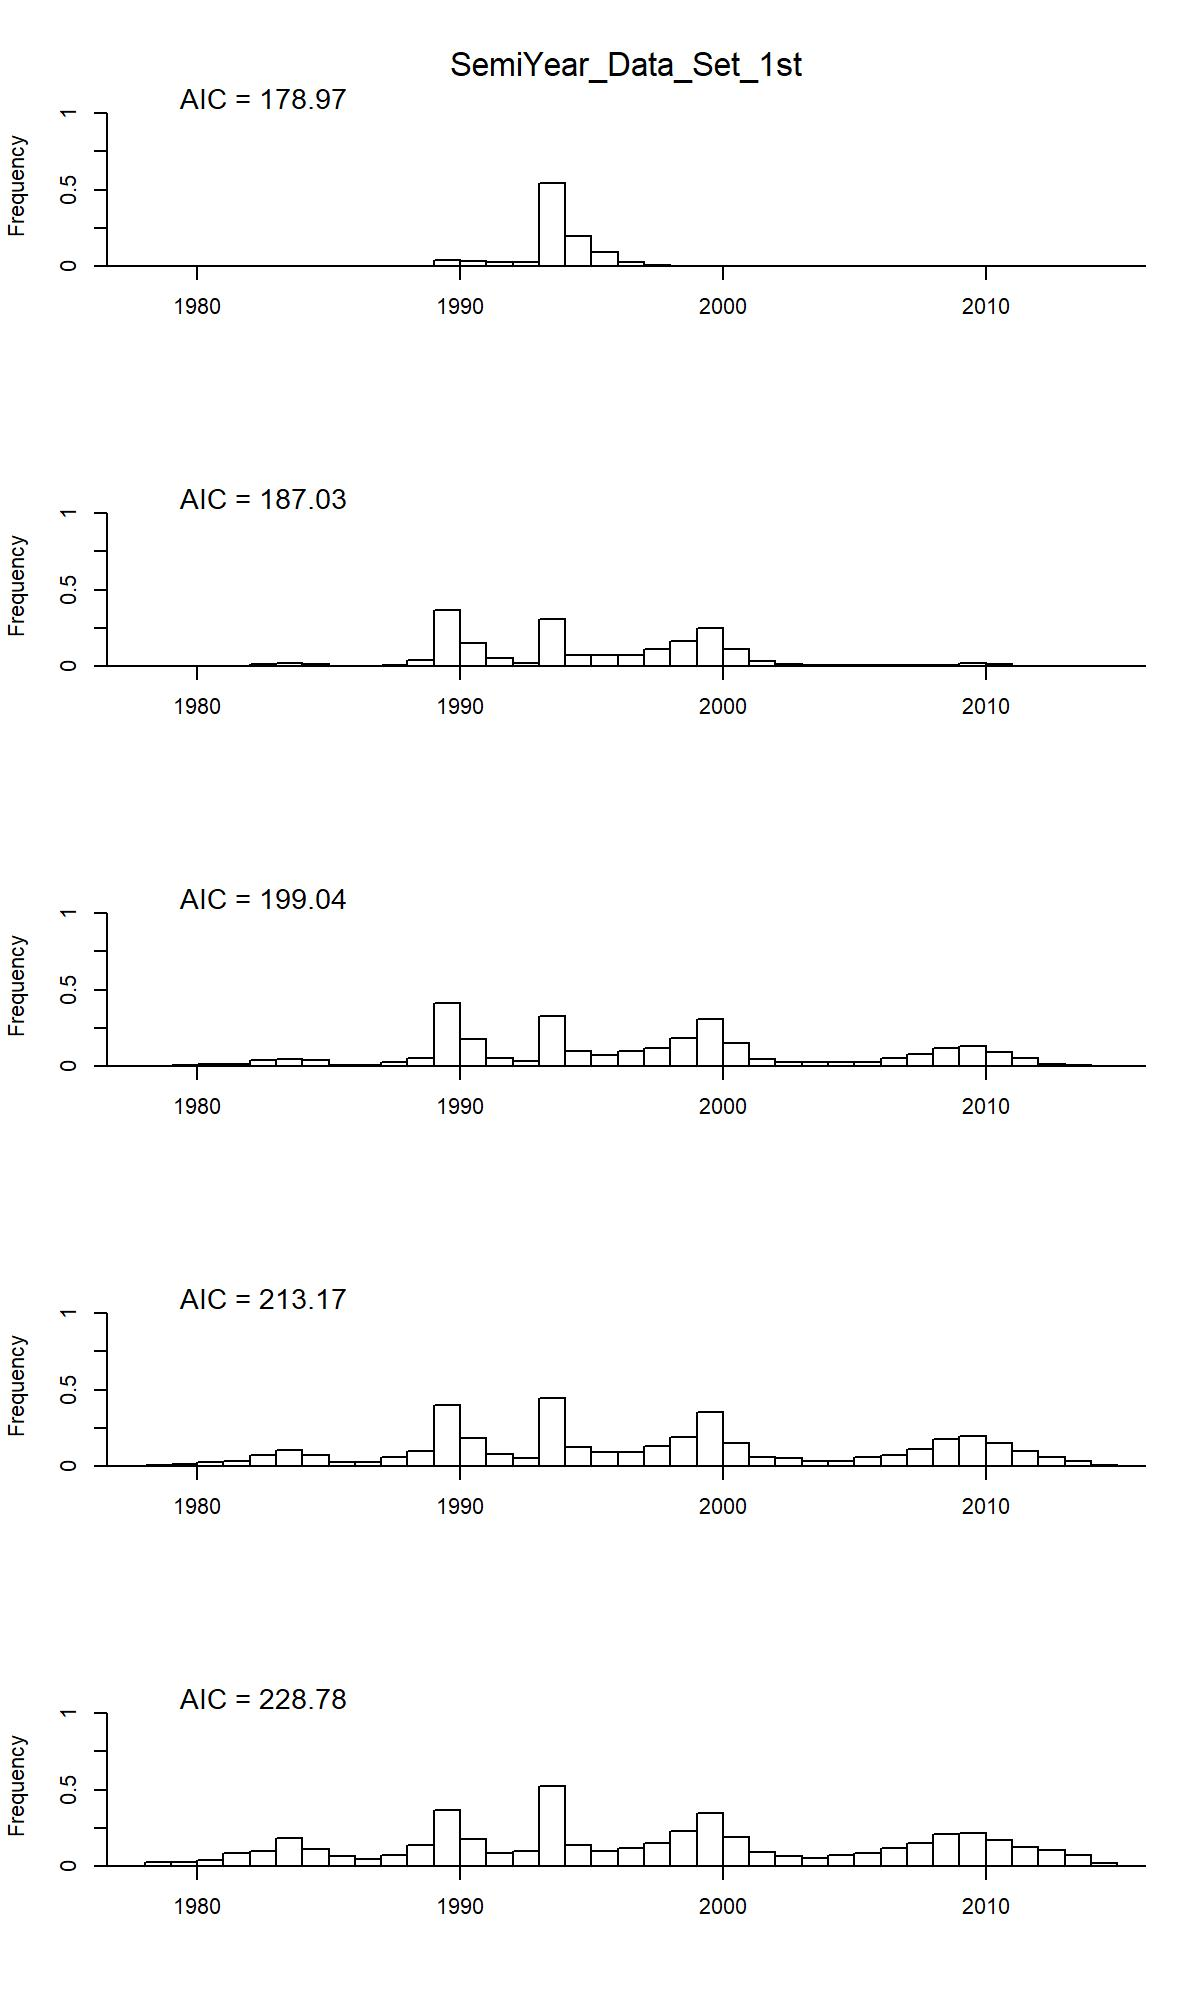 SemiYear_Data_Set_1st
AIC = 178.97
Frequency
1
0.5
0
1980 1990 2000 2010
AIC = 187.03
Frequency
1
0.5
0
1980 1990 2000 2010
AIC = 199.04
Frequency
1
0.5
0
1980 1990 2000 2010
AIC = 213.17
Frequency
1
0.5
0
1980 1990 2000 2010
AIC = 228.78
Frequency
1
0.5
0
1980 1990 2000 2010